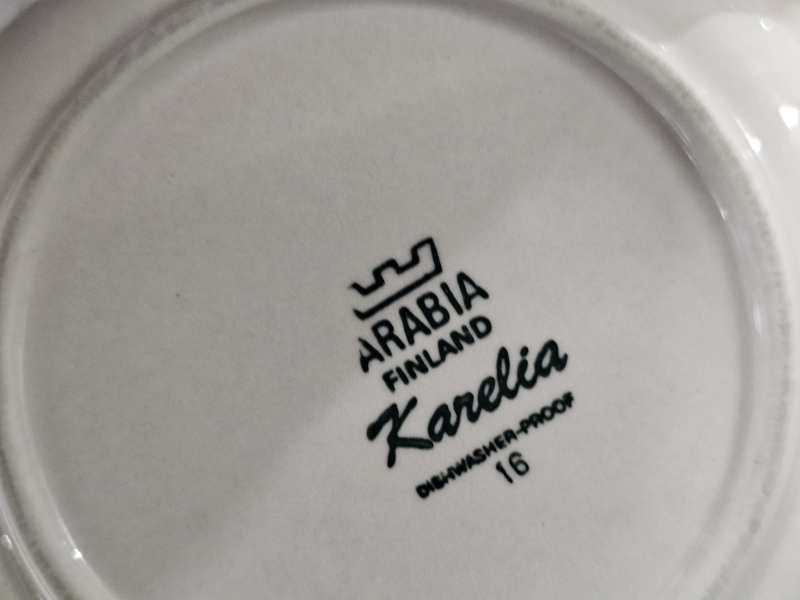 ARABIA
FINLAND
Karelia
DISHWASHER-PROOF
16